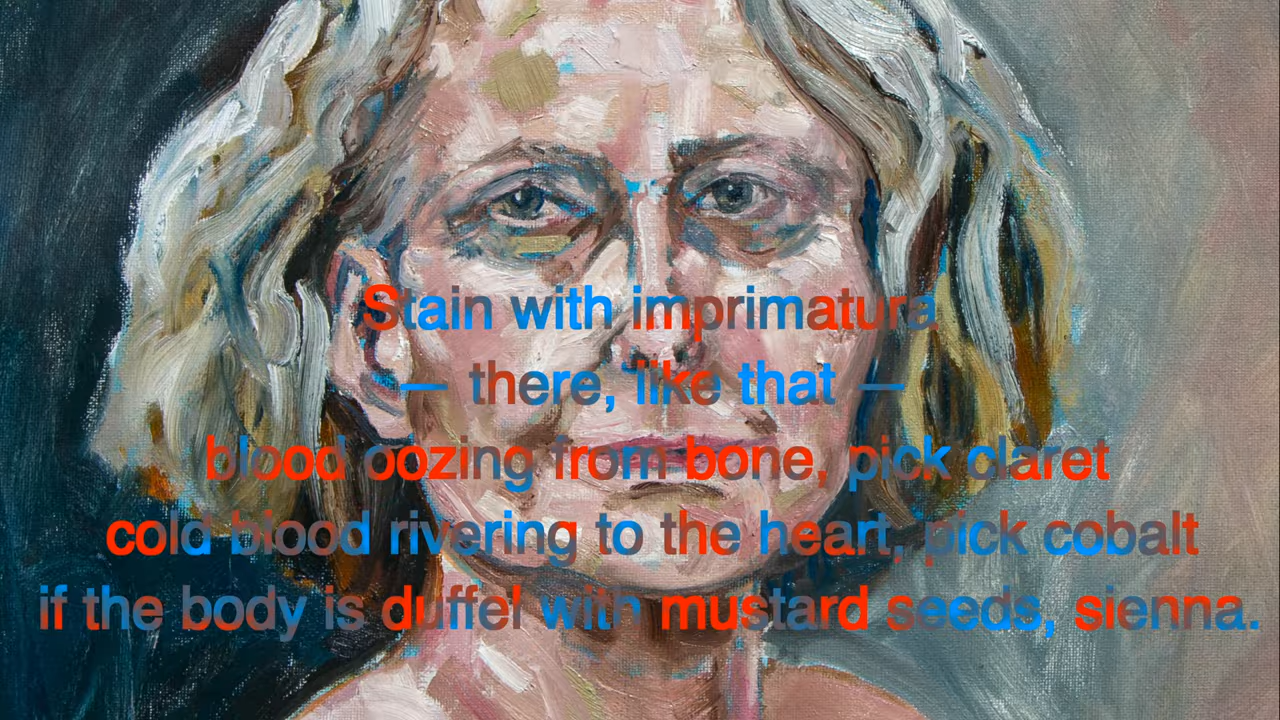 Stain with imprimatura
— there, like that —
blood oozing from bone, pick claret
cold blood rivering to the heart, pick cobalt
if the body is duffel with mustard seeds, sienna.